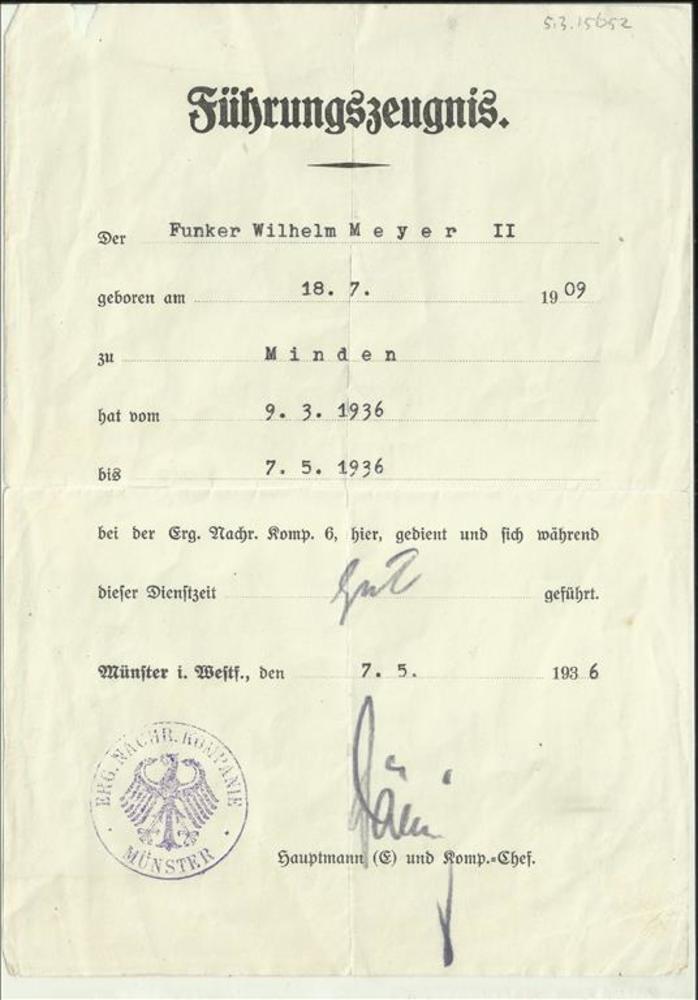 5.3.15652
Führungszeugnis.
Der Funker Wilhelm Meyer II
geboren am 18. 7. 1909
zu Minden
hat vom 9. 3. 1936
bis 7. 5. 1936
bei der Erg. Nachr. Komp. 6, hier, gedient und sich während
dieser Dienstzeit gut geführt.
Münster i. Westf., den 7. 5. 1936
ERG. NACHR. KOMPANIE
MÜNSTER
Hauptmann (E) und Komp.=Chef.